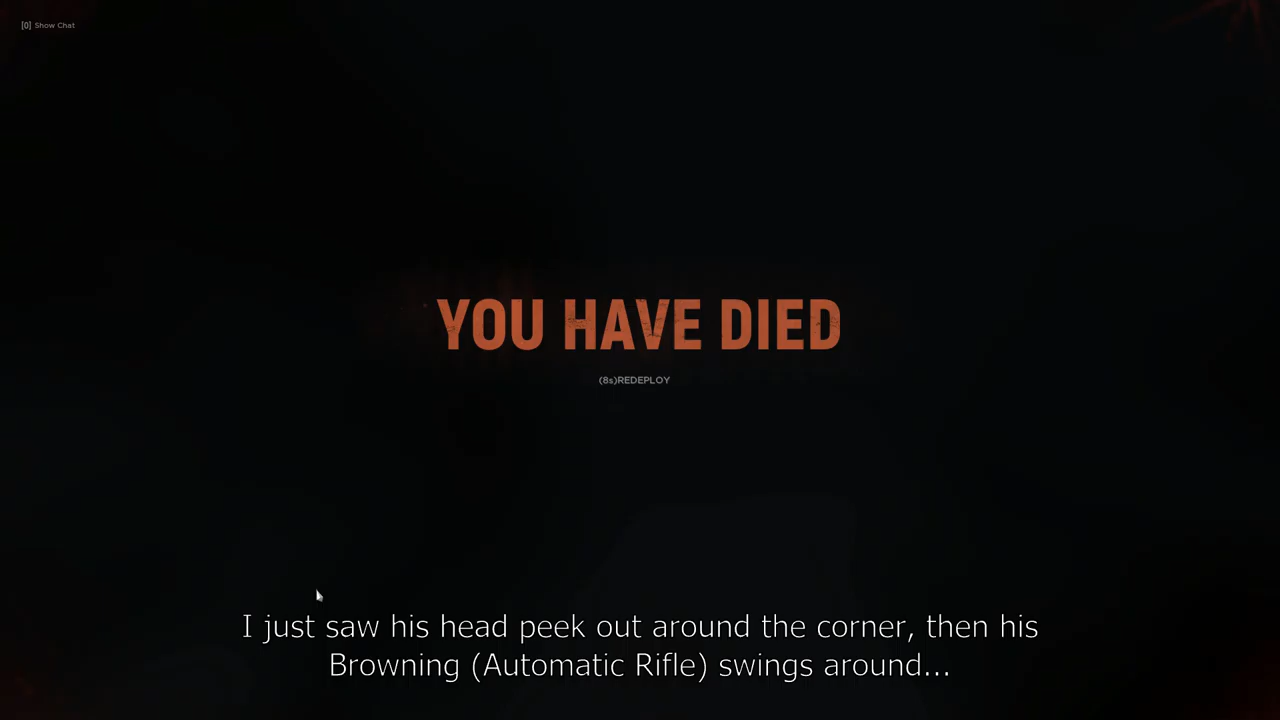 [0] Show Chat
YOU HAVE DIED
(8s)REDEPLOY
I just saw his head peek out around the corner, then his
Browning (Automatic Rifle) swings around...